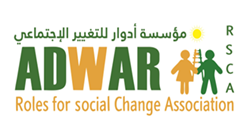 مؤسسة أدوار للتغيير الإجتماعي
ADWAR
RSCA
Roles for social Change Association